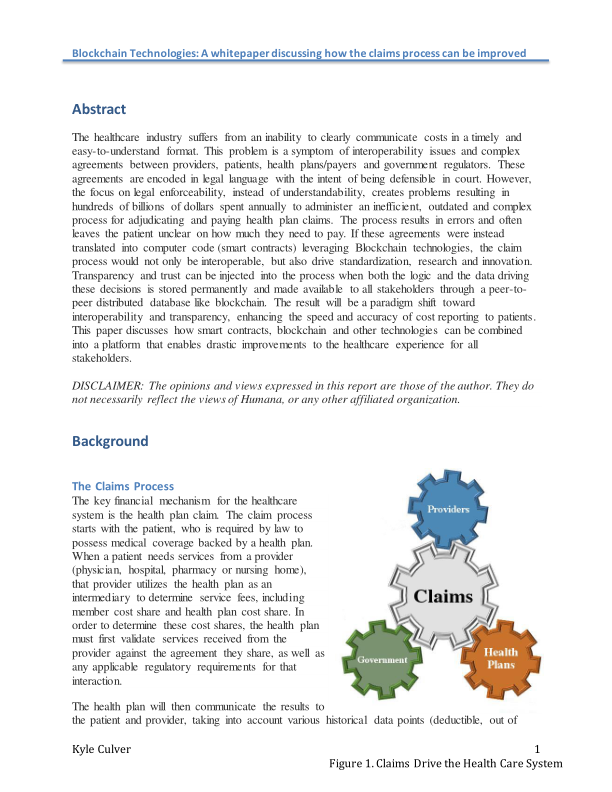 Blockchain Technologies: A whitepaper discussing how the claims process can be improved
Abstract
The healthcare industry suffers from an inability to clearly communicate costs in a timely and
easy-to-understand format. This problem is a symptom of interoperability issues and complex
agreements between providers, patients, health plans/payers and government regulators. These
agreements are encoded in legal language with the intent of being defensible in court. However,
the focus on legal enforceability, instead of understandability, creates problems resulting in
hundreds of billions of dollars spent annually to administer an inefficient, outdated and complex
process for adjudicating and paying health plan claims. The process results in errors and often
leaves the patient unclear on how much they need to pay. If these agreements were instead
translated into computer code (smart contracts) leveraging Blockchain technologies, the claim
process would not only be interoperable, but also drive standardization, research and innovation.
Transparency and trust can be injected into the process when both the logic and the data driving
these decisions is stored permanently and made available to all stakeholders through a peer-to-
peer distributed database like blockchain. The result will be a paradigm shift toward
interoperability and transparency, enhancing the speed and accuracy of cost reporting to patients.
This paper discusses how smart contracts, blockchain and other technologies can be combined
into a platform that enables drastic improvements to the healthcare experience for all
stakeholders.
DISCLAIMER: The opinions and views expressed in this report are those of the author. They do
not necessarily reflect the views of Humana, or any other affiliated organization.
Background
The Claims Process
The key financial mechanism for the healthcare
system is the health plan claim. The claim process
starts with the patient, who is required by law to
possess medical coverage backed by a health plan.
When a patient needs services from a provider
(physician, hospital, pharmacy or nursing home),
that provider utilizes the health plan as an
intermediary to determine service fees, including
member cost share and health plan cost share. In
order to determine these cost shares, the health plan
must first validate services received from the
provider against the agreement they share, as well as
any applicable regulatory requirements for that
interaction.
The health plan will then communicate the results to
the patient and provider, taking into account various historical data points (deductible, out of
Providers
Claims
Government
Health
Plans
Kyle Culver 1
Figure 1. Claims Drive the Health Care System